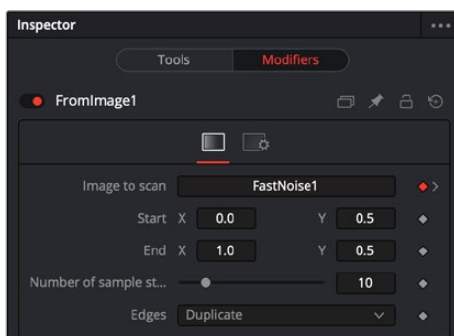 Inspector
Tools Modifiers
FromImage1
Image to scan FastNoise1
Start X 0.0 Y 0.5
End X 1.0 Y 0.5
Number of sample st... 10
Edges Duplicate